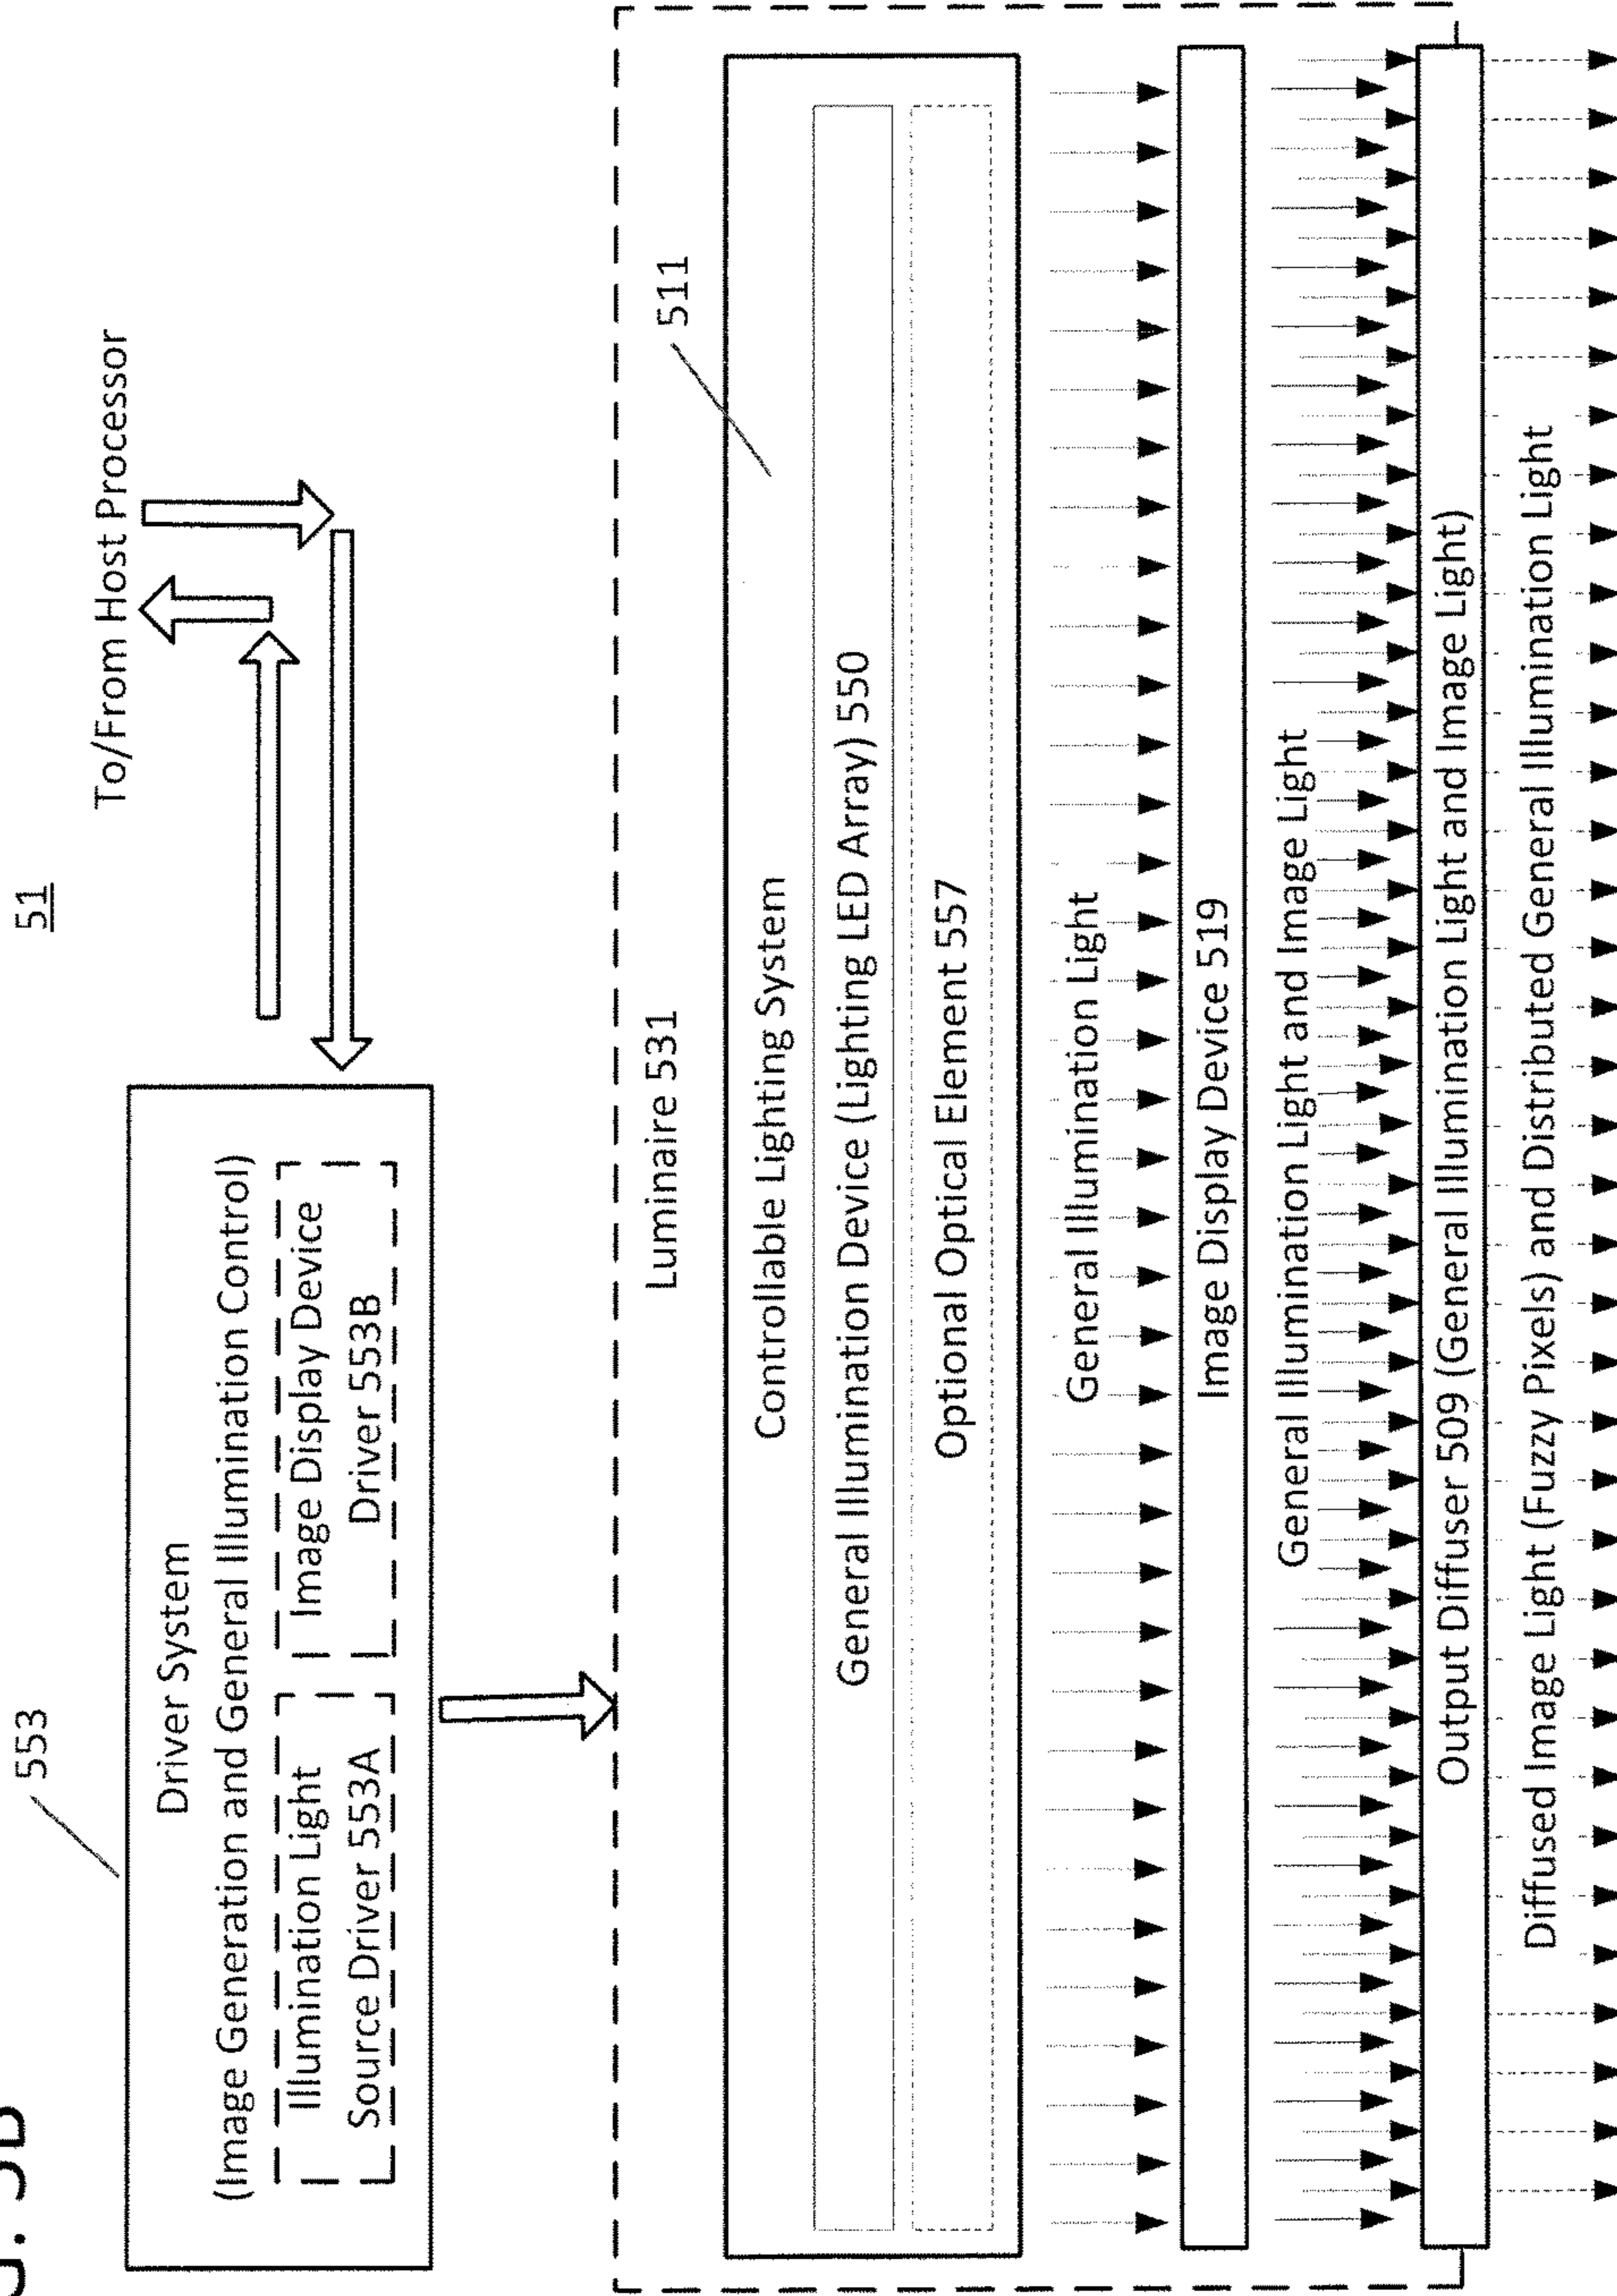 51
To/From Host Processor
553
Driver System
(Image Generation and General Illumination Control)
Illumination Light
Source Driver 553A
Image Display Device
Driver 553B
Luminaire 531
511
Controllable Lighting System
General Illumination Device (Lighting LED Array) 550
Optional Optical Element 557
General Illumination Light
Image Display Device 519
General Illumination Light and Image Light
Output Diffuser 509 (General Illumination Light and Image Light)
Diffused Image Light (Fuzzy Pixels) and Distributed General Illumination Light